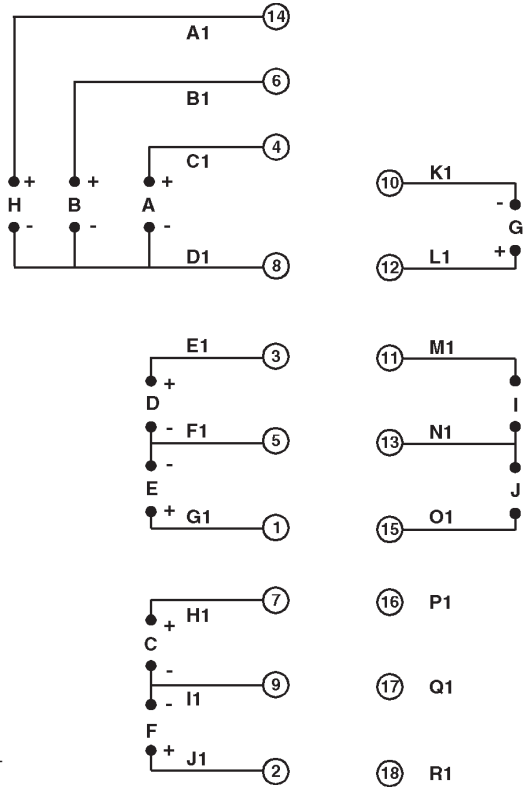 14
A1
6
B1
4
C1
+ + +
H B A
- - -
D1
8
10 K1
-
G
+
12 L1
E1
3
+
D
-
F1
5
-
E
+
G1
1
11 M1
I
13 N1
J
15 O1
7
H1
+
C
-
9
-
I1
F
+
J1
2
16 P1
17 Q1
18 R1